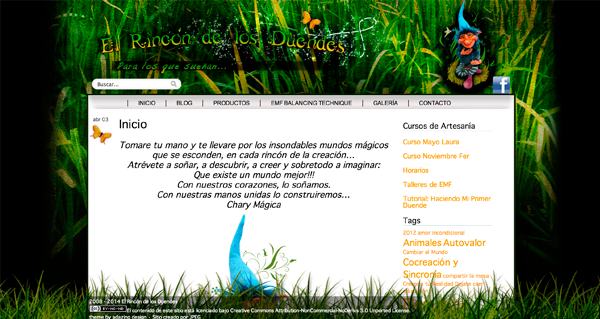 El Rincón de los Duendes
Para los que sueñan...
Buscar...
INICIO | BLOG | PRODUCTOS | EMF BALANCING TECHNIQUE | GALERÍA | CONTACTO
abr 03
Inicio
Tomare tu mano y te llevare por los insondables mundos mágicos
que se esconden, en cada rincón de la creación...
Atrévete a soñar, a descubrir, a creer y sobretodo a imaginar:
Que existe un mundo mejor!!!
Con nuestros corazones, lo soñamos.
Con nuestras manos unidas lo construiremos...
Chary Mágica
Cursos de Artesanía
Curso Mayo Laura
Curso Noviembre Fer
Horarios
Talleres de EMF
Tutorial: Haciendo Mi Primer
Duende
Tags
2012 amor incondicional
Animales Autovalor
Cambiar el Mundo
Cocreación y
Sincronía compartir la mesa
2008 - 2014 El Rincón de los Duendes
BY-NC-ND El contenido de este sitio está licenciado bajo Creative Commons Attribution-NonCommercial-NoDerivs 3.0 Unported License.
theme by adazing design - Sitio creado por JPEG